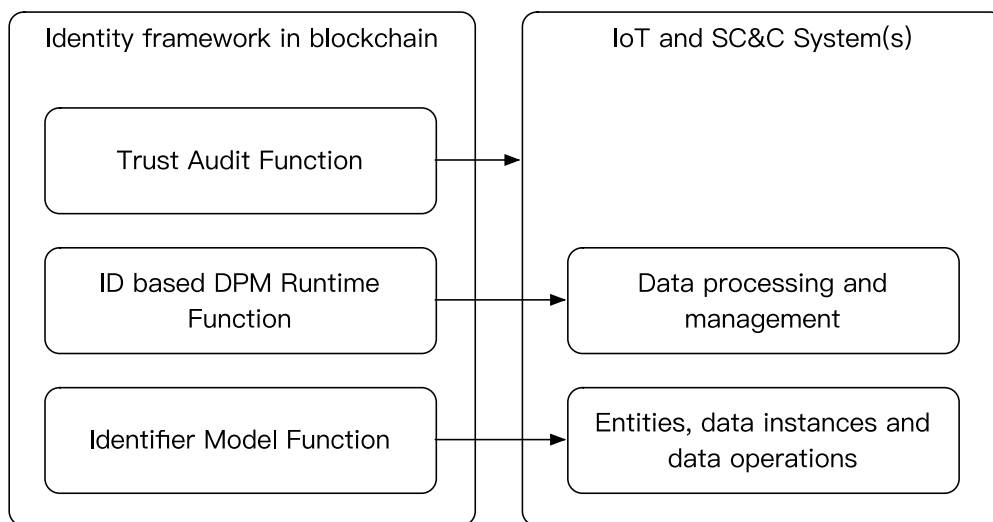 Identity framework in blockchain
Trust Audit Function
ID based DPM Runtime
Function
Identifier Model Function
IoT and SC&C System(s)
Data processing and
management
Entities, data instances and
data operations